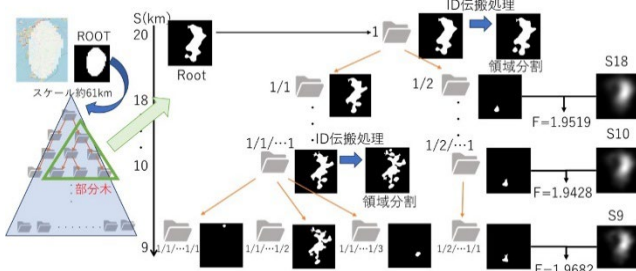 ROOT
スケール約61km
部分木
S(km)
20
18
10
9
Root
1
ID伝搬処理
領域分割
1/1
1/2
S18
F=1.9519
1/1/…1
ID伝搬処理
領域分割
1/2/…1
S10
F=1.9428
1/1/…1/1
1/1/…1/2
1/1/…1/3
1/2/…1/1
S9
F=1.9682